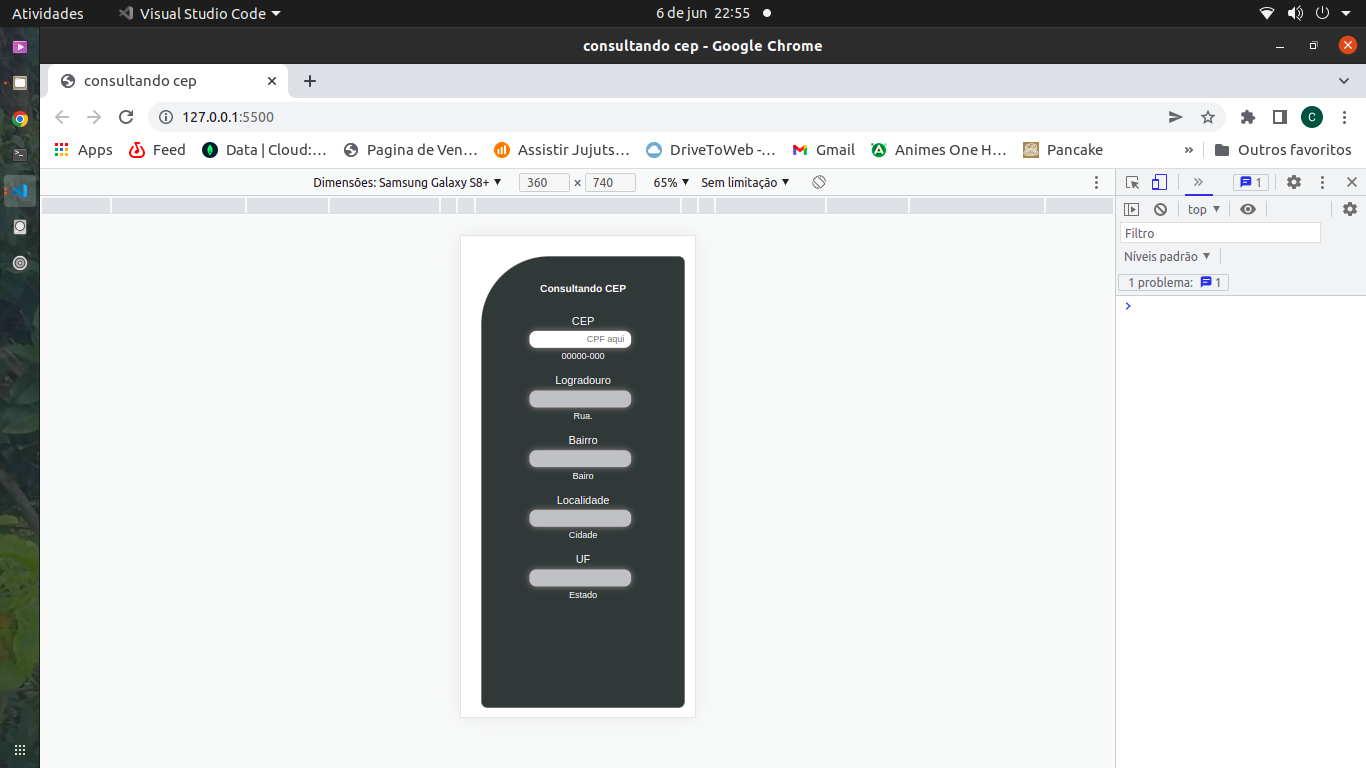 Atividades Visual Studio Code 6 de jun 22:55
consultando cep - Google Chrome
consultando cep
127.0.0.1:5500 C
Apps Feed Data | Cloud:... Pagina de Ven... Assistir Jujuts... DriveToWeb -... Gmail Animes One H... Pancake » Outros favoritos
Dimensões: Samsung Galaxy S8+ 360 × 740 65% Sem limitação » 1
top
Filtro
Níveis padrão
1 problema: 1
Consultando CEP
CEP
CPF aqui
00000-000
Logradouro
Rua.
Bairro
Bairo
Localidade
Cidade
UF
Estado